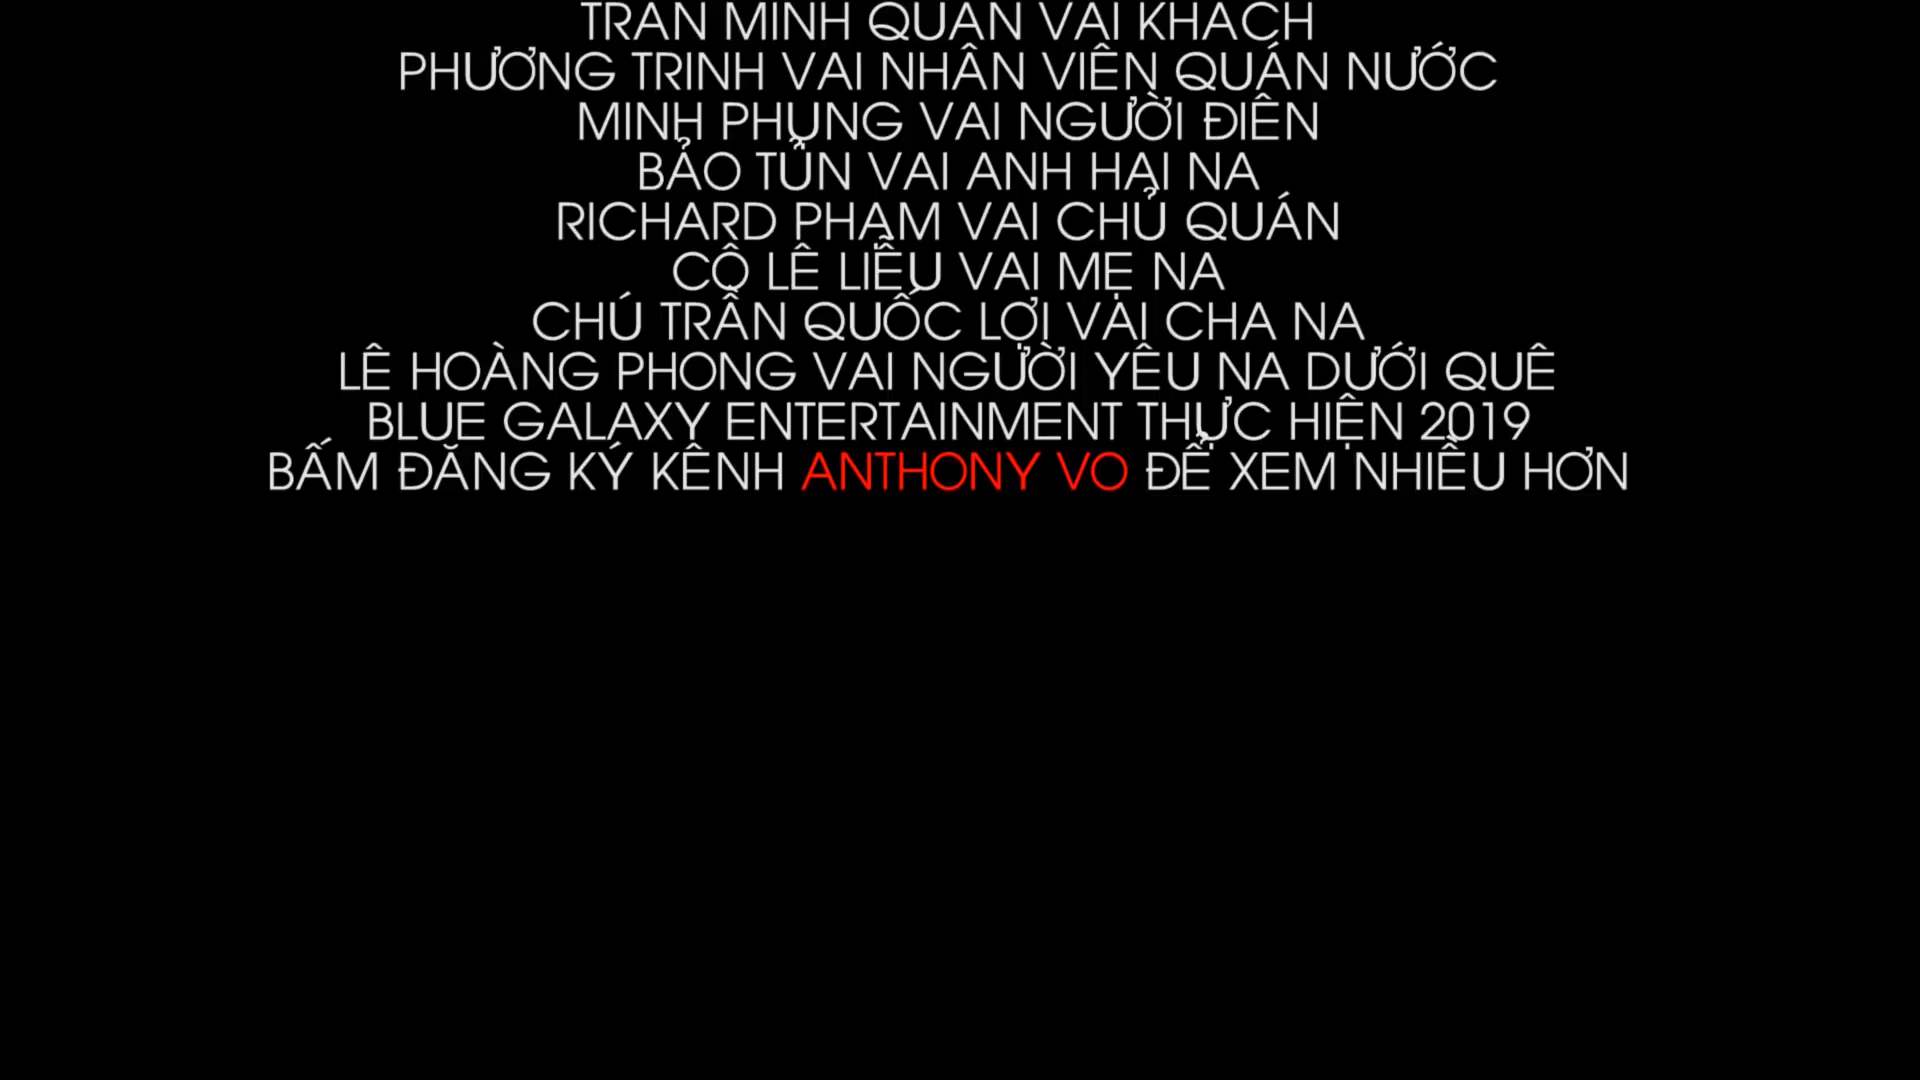 TRẦN MINH QUÂN VAI KHÁCH
PHƯƠNG TRINH VAI NHÂN VIÊN QUÁN NƯỚC
MINH PHỤNG VAI NGƯỜI ĐIÊN
BẢO TŨN VAI ANH HAI NA
RICHARD PHẠM VAI CHỦ QUÁN
CÔ LÊ LIỄU VAI MẸ NA
CHÚ TRẦN QUỐC LỢI VAI CHA NA
LÊ HOÀNG PHONG VAI NGƯỜI YÊU NA DƯỚI QUÊ
BLUE GALAXY ENTERTAINMENT THỰC HIỆN 2019
BẤM ĐĂNG KÝ KÊNH ANTHONY VO ĐỂ XEM NHIỀU HƠN